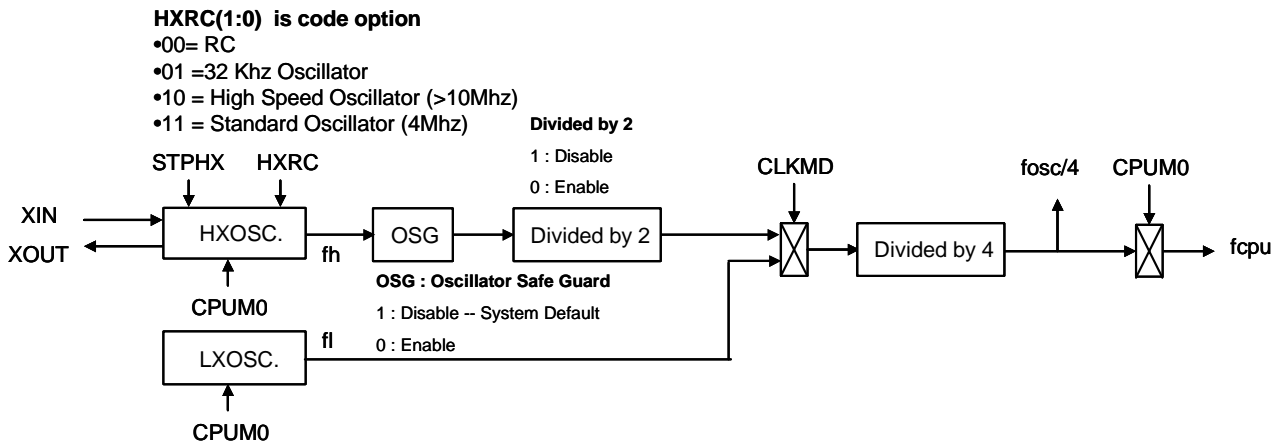 HXRC(1:0) is code option
•00= RC
•01 =32 Khz Oscillator
•10 = High Speed Oscillator (>10Mhz)
•11 = Standard Oscillator (4Mhz)
Divided by 2
1 : Disable
0 : Enable
STPHX
HXRC
CLKMD
fosc/4
CPUM0
XIN
XOUT
HXOSC.
fh
OSG
Divided by 2
Divided by 4
fcpu
CPUM0
OSG : Oscillator Safe Guard
1 : Disable -- System Default
0 : Enable
fl
LXOSC.
CPUM0